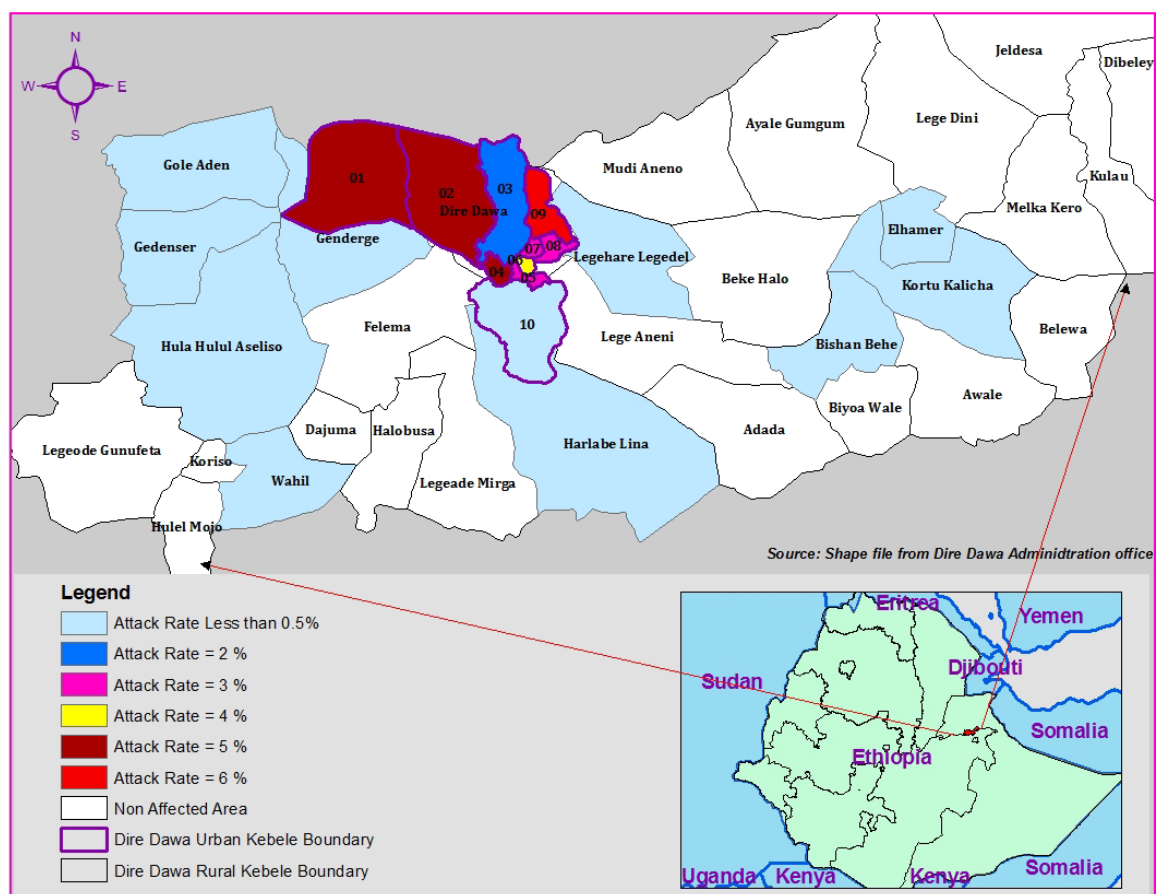 N
W E
S
Jeldesa
Dibeley
Ayale Gumgum
Lege Dini
Gole Aden
Mudi Aneno
Kulau
01
02
03
Dire Dawa
09
Melka Kero
Elhamer
Gedenser
Genderge
07
08
Legehare Legedel
06
04
05
Beke Halo
Kortu Kalicha
Felema
10
Lege Aneni
Belewa
Hula Hulul Aseliso
Bishan Behe
Awale
Biyoa Wale
Dajuma
Halobusa
Adada
Harlabe Lina
Legeode Gunufeta
Koriso
Wahil
Legeade Mirga
Hulel Mojo
Source: Shape file from Dire Dawa Adminidtration office
Legend
Attack Rate Less than 0.5%
Attack Rate = 2 %
Attack Rate = 3 %
Attack Rate = 4 %
Attack Rate = 5 %
Attack Rate = 6 %
Non Affected Area
Dire Dawa Urban Kebele Boundary
Dire Dawa Rural Kebele Boundary
Eritrea
Yemen
Sudan
Djibouti
Somalia
Ethiopia
Somalia
Uganda
Kenya
Kenya